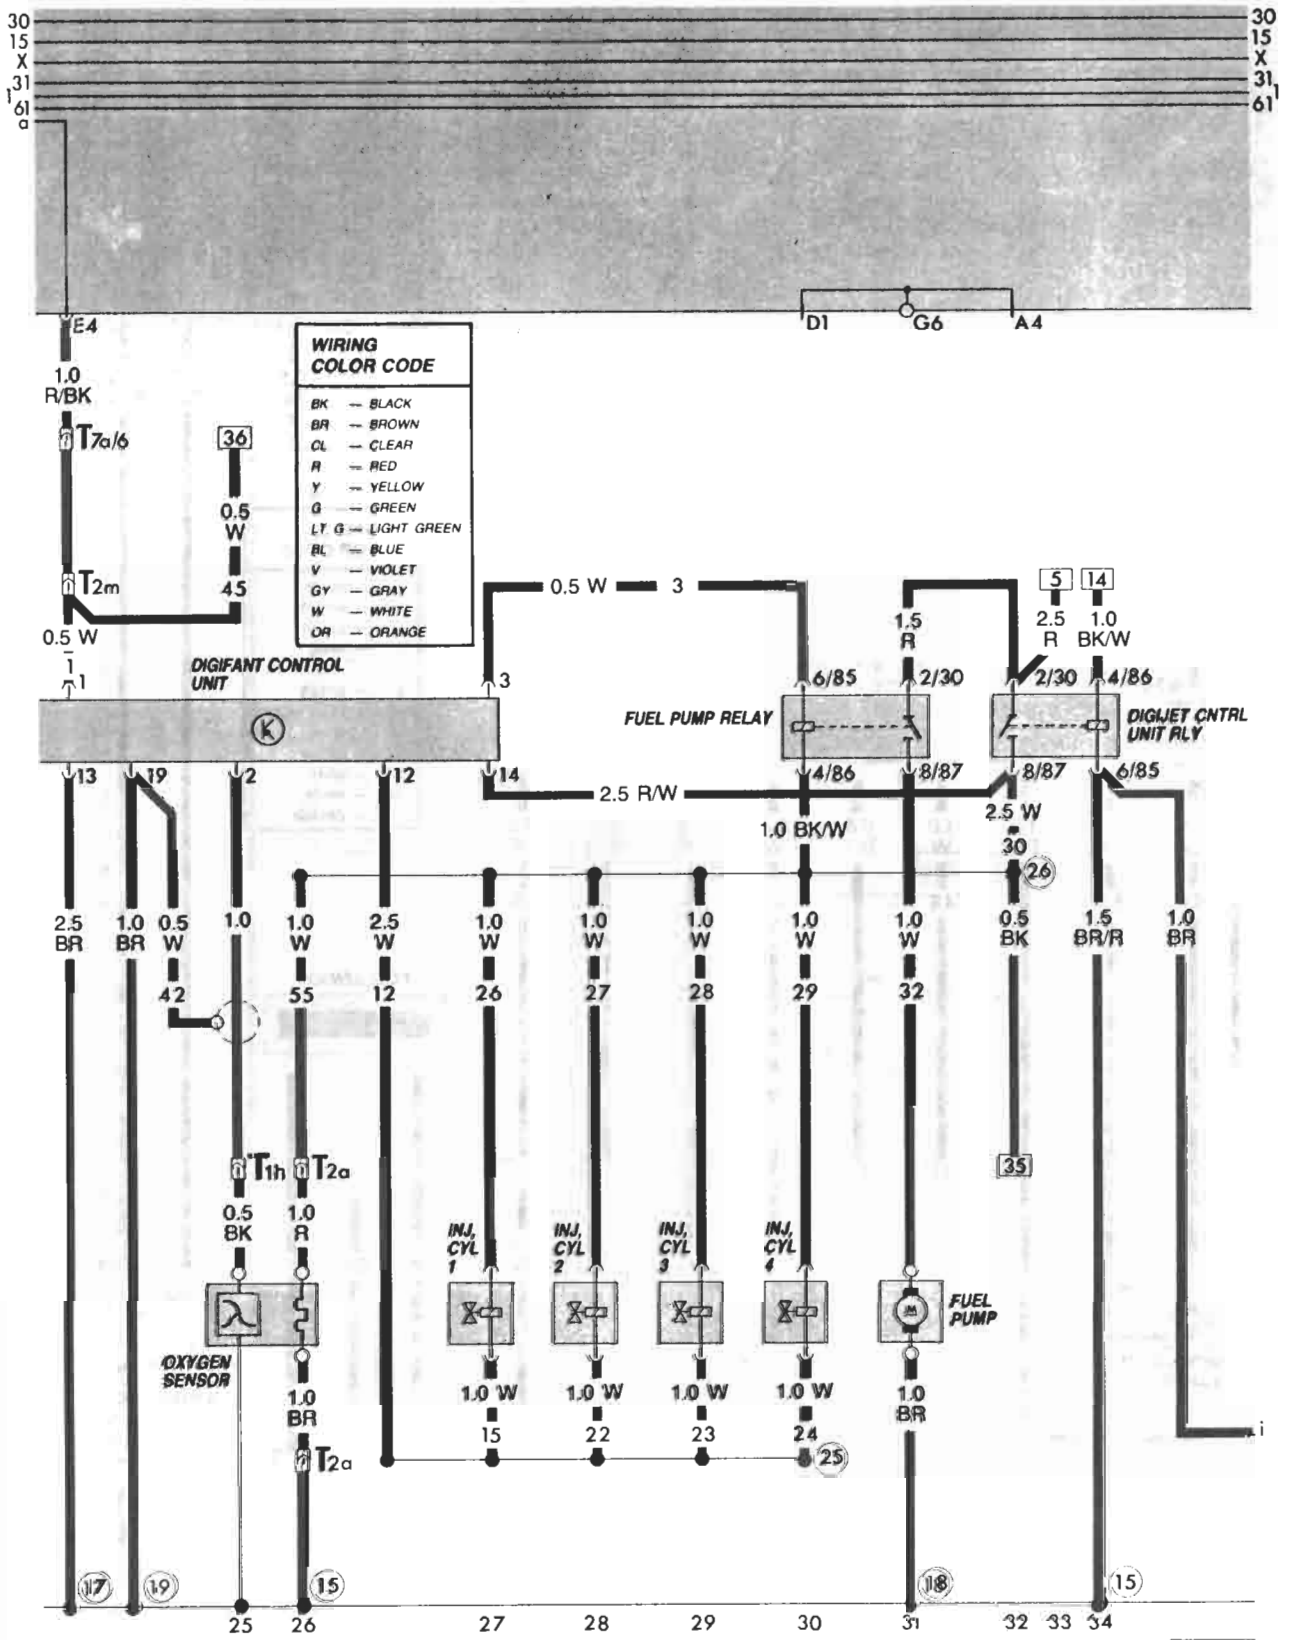 30 30
15 15
X X
31 31
1 1
61 61
a
E4 D1 G6 A4
WIRING
COLOR CODE
BK — BLACK
BR — BROWN
CL — CLEAR
R — RED
Y — YELLOW
G — GREEN
LT G — LIGHT GREEN
BL — BLUE
V — VIOLET
GY — GRAY
W — WHITE
OR — ORANGE
1.0
R/BK
T7a/6
36
0.5
W
T2m
45
0.5 W
1
1
DIGIFANT CONTROL
UNIT
K
0.5 W 3
3
1.5
R
5 14
2.5
R
1.0
BK/W
6/85 2/30 2/30 4/86
FUEL PUMP RELAY
DIGIJET CNTRL
UNIT RLY
13 19 2 12 14
4/86 8/87 8/87 6/85
2.5 R/W
1.0 BK/W
2.5 W
30
26
2.5
BR
1.0
BR
0.5
W
1.0
1.0
W
2.5
W
1.0
W
1.0
W
1.0
W
1.0
W
1.0
W
0.5
BK
1.5
BR/R
1.0
BR
42 55 12 26 27 28 29 32
T1h T2a
35
0.5
BK
1.0
R
INJ,
CYL
1
INJ,
CYL
2
INJ,
CYL
3
INJ,
CYL
4
M
FUEL
PUMP
OXYGEN
SENSOR
1.0
BR
T2a
1.0 W 1.0 W 1.0 W 1.0 W
1.0
BR
15 22 23 24
25
i
17 19 15 18 15
25 26 27 28 29 30 31 32 33 34